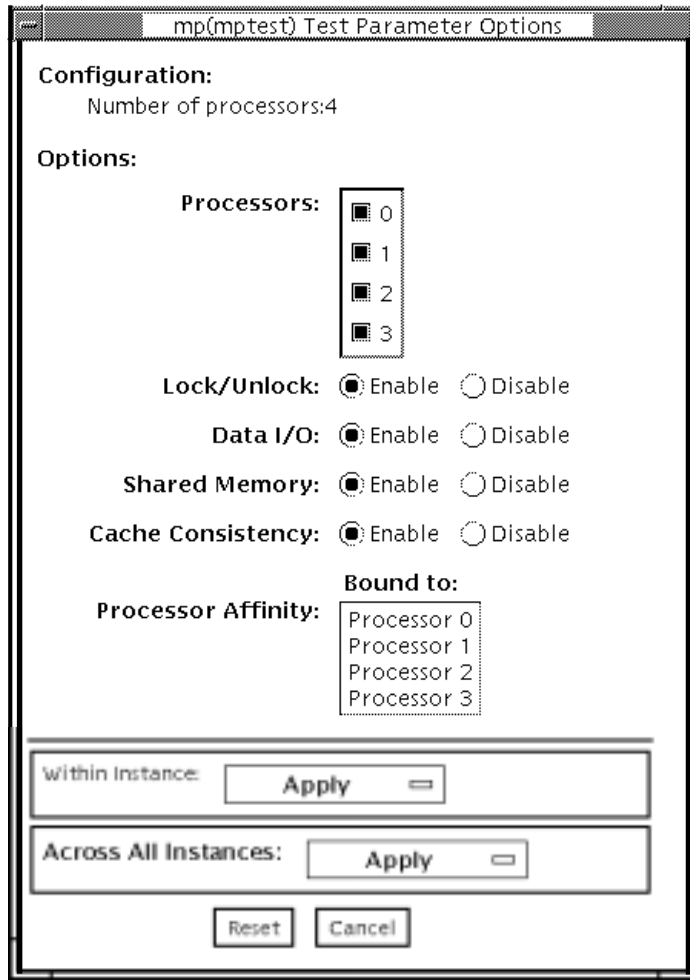 mp(mptest) Test Parameter Options
Configuration:
Number of processors:4
Options:
Processors:
0
1
2
3
Lock/Unlock: Enable Disable
Data I/O: Enable Disable
Shared Memory: Enable Disable
Cache Consistency: Enable Disable
Bound to:
Processor Affinity:
Processor 0
Processor 1
Processor 2
Processor 3
Within Instance: Apply
Across All Instances: Apply
Reset Cancel